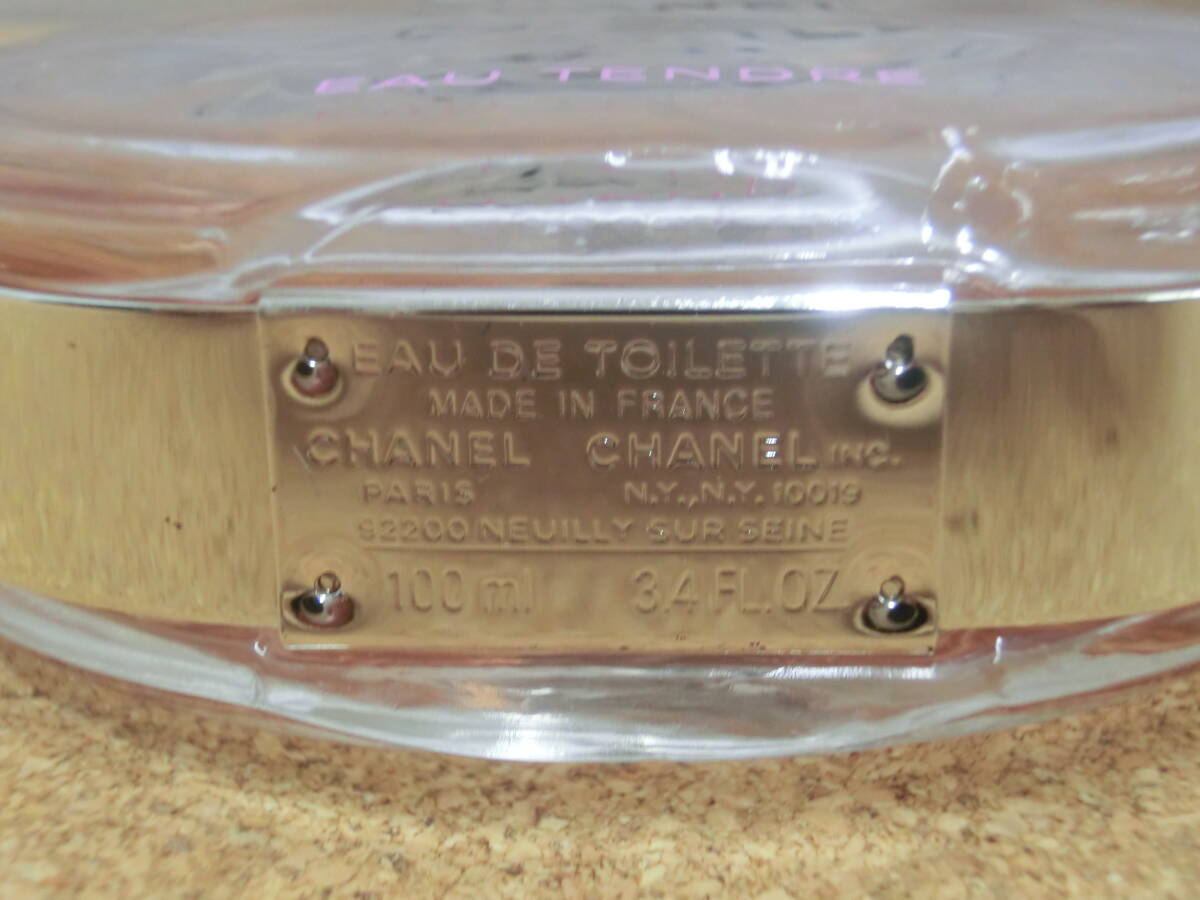 EAU TENDRE
EAU DE TOILETTE
MADE IN FRANCE
CHANEL CHANEL INC.
PARIS N.Y., N.Y. 10019
92200 NEUILLY SUR SEINE
100 ml 3.4 FL. OZ